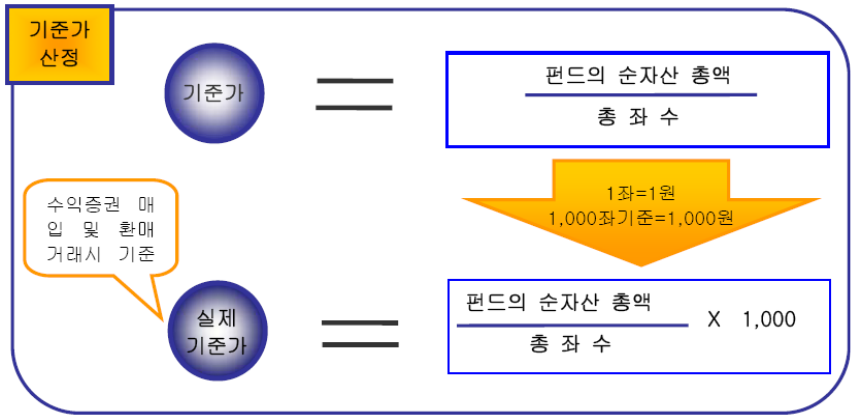 기준가
산정
기준가
펀드의 순자산 총액
총 좌 수
1좌=1원
1,000좌기준=1,000원
수익증권 매
입 및 환매
거래시 기준
실제
기준가
펀드의 순자산 총액
총 좌 수
X 1,000